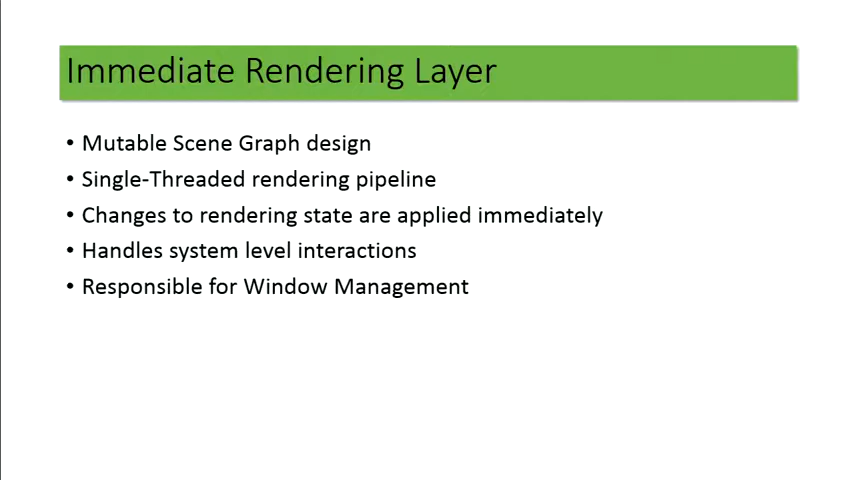 Immediate Rendering Layer
• Mutable Scene Graph design
• Single-Threaded rendering pipeline
• Changes to rendering state are applied immediately
• Handles system level interactions
• Responsible for Window Management